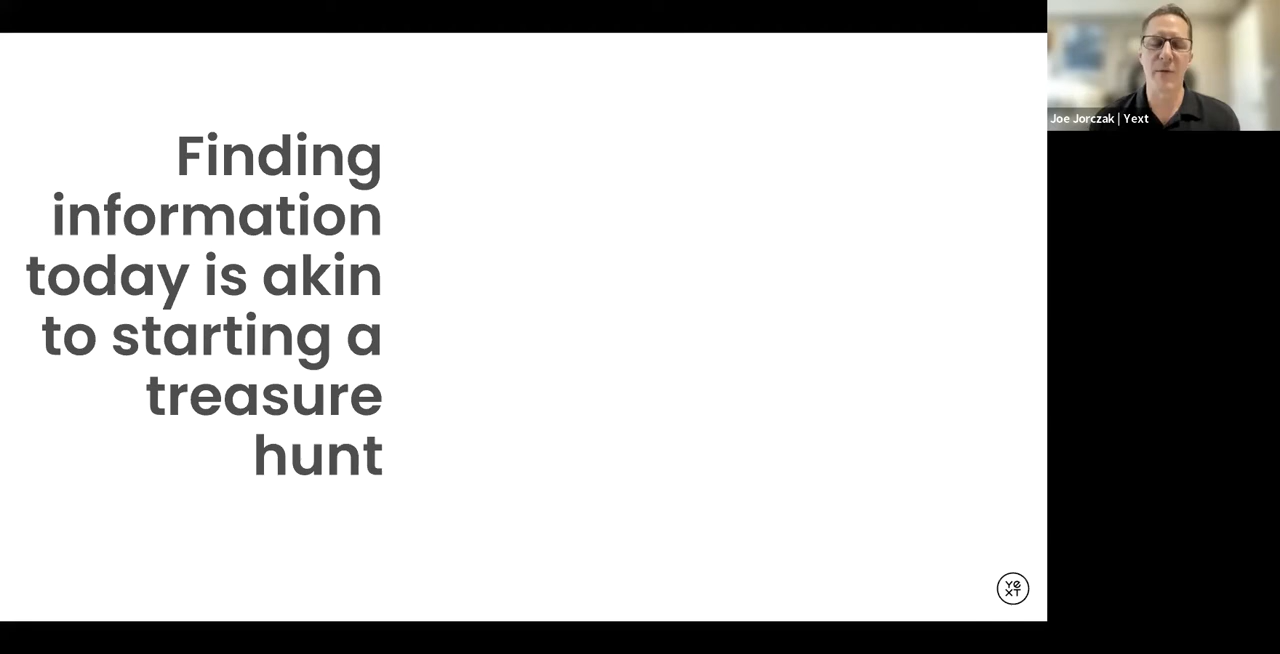 Finding
information
today is akin
to starting a
treasure
hunt
Joe Jorczak | Yext
YEXT